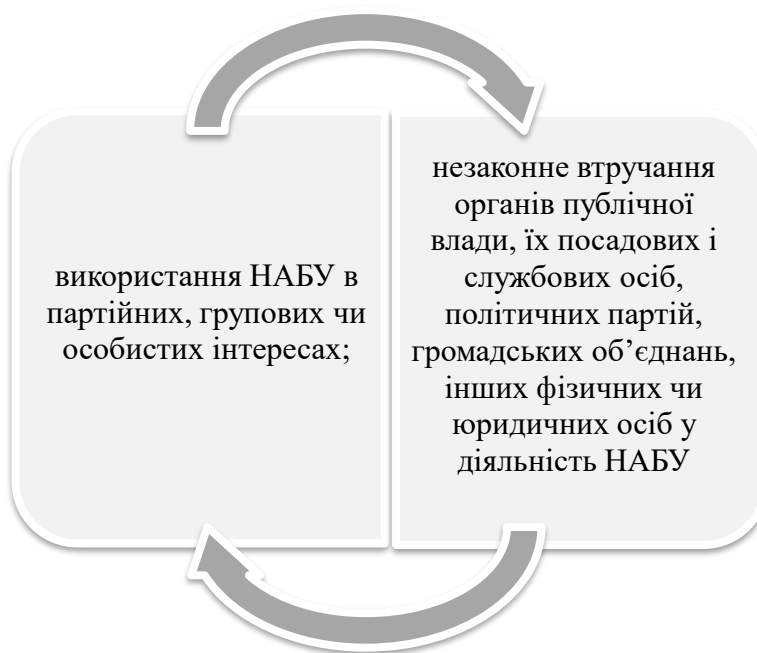 використання НАБУ в
партійних, групових чи
особистих інтересах;
незаконне втручання
органів публічної
влади, їх посадових і
службових осіб,
політичних партій,
громадських об’єднань,
інших фізичних чи
юридичних осіб у
діяльність НАБУ